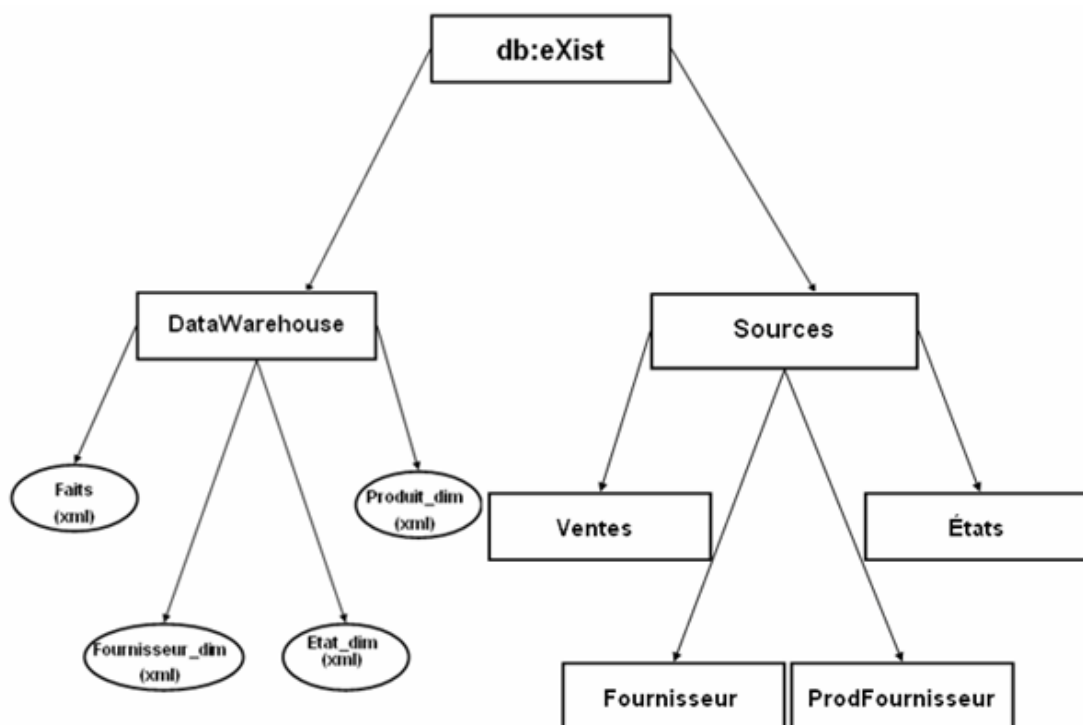 db:eXist
DataWarehouse
Sources
Faits
(xml)
Produit_dim
(xml)
Ventes
États
Fournisseur_dim
(xml)
Etat_dim
(xml)
Fournisseur
ProdFournisseur